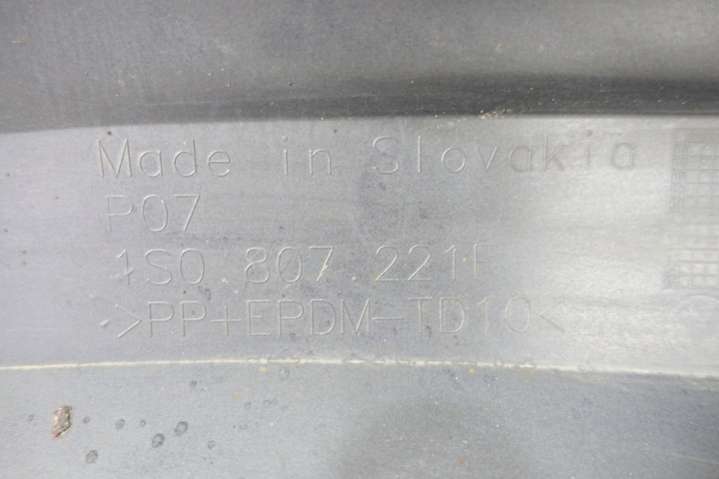 Made in Slovakia
P07
1S0 807 221F
>PP+EPDM-TD10<